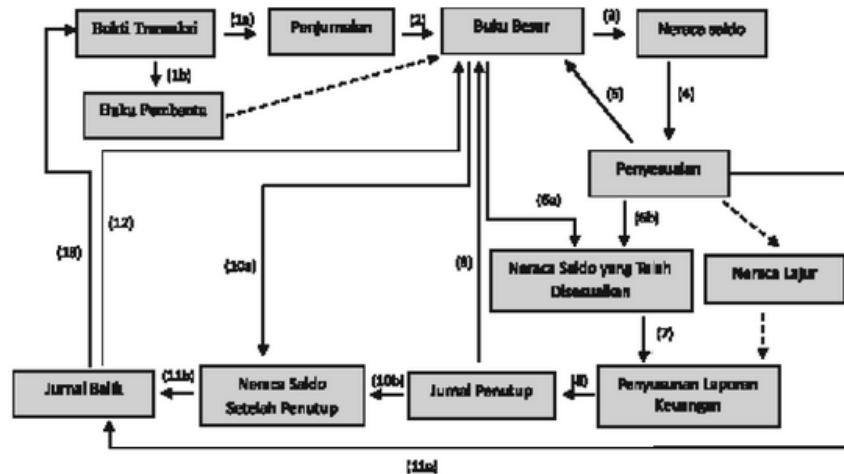 Bukti Transaksi
(1a)
Penjurnalan
(2)
Buku Besar
(3)
Neraca saldo
(1b)
Buku Pembantu
(5)
(4)
Penyesuaian
(13)
(12)
(10a)
(6a)
(6b)
Neraca Saldo yang Telah
Disesuaikan
Neraca Lajur
(7)
Jurnal Balik
(11b)
Neraca Saldo
Setelah Penutup
(10b)
Jurnal Penutup
Penyusunan Laporan
Keuangan
(11a)